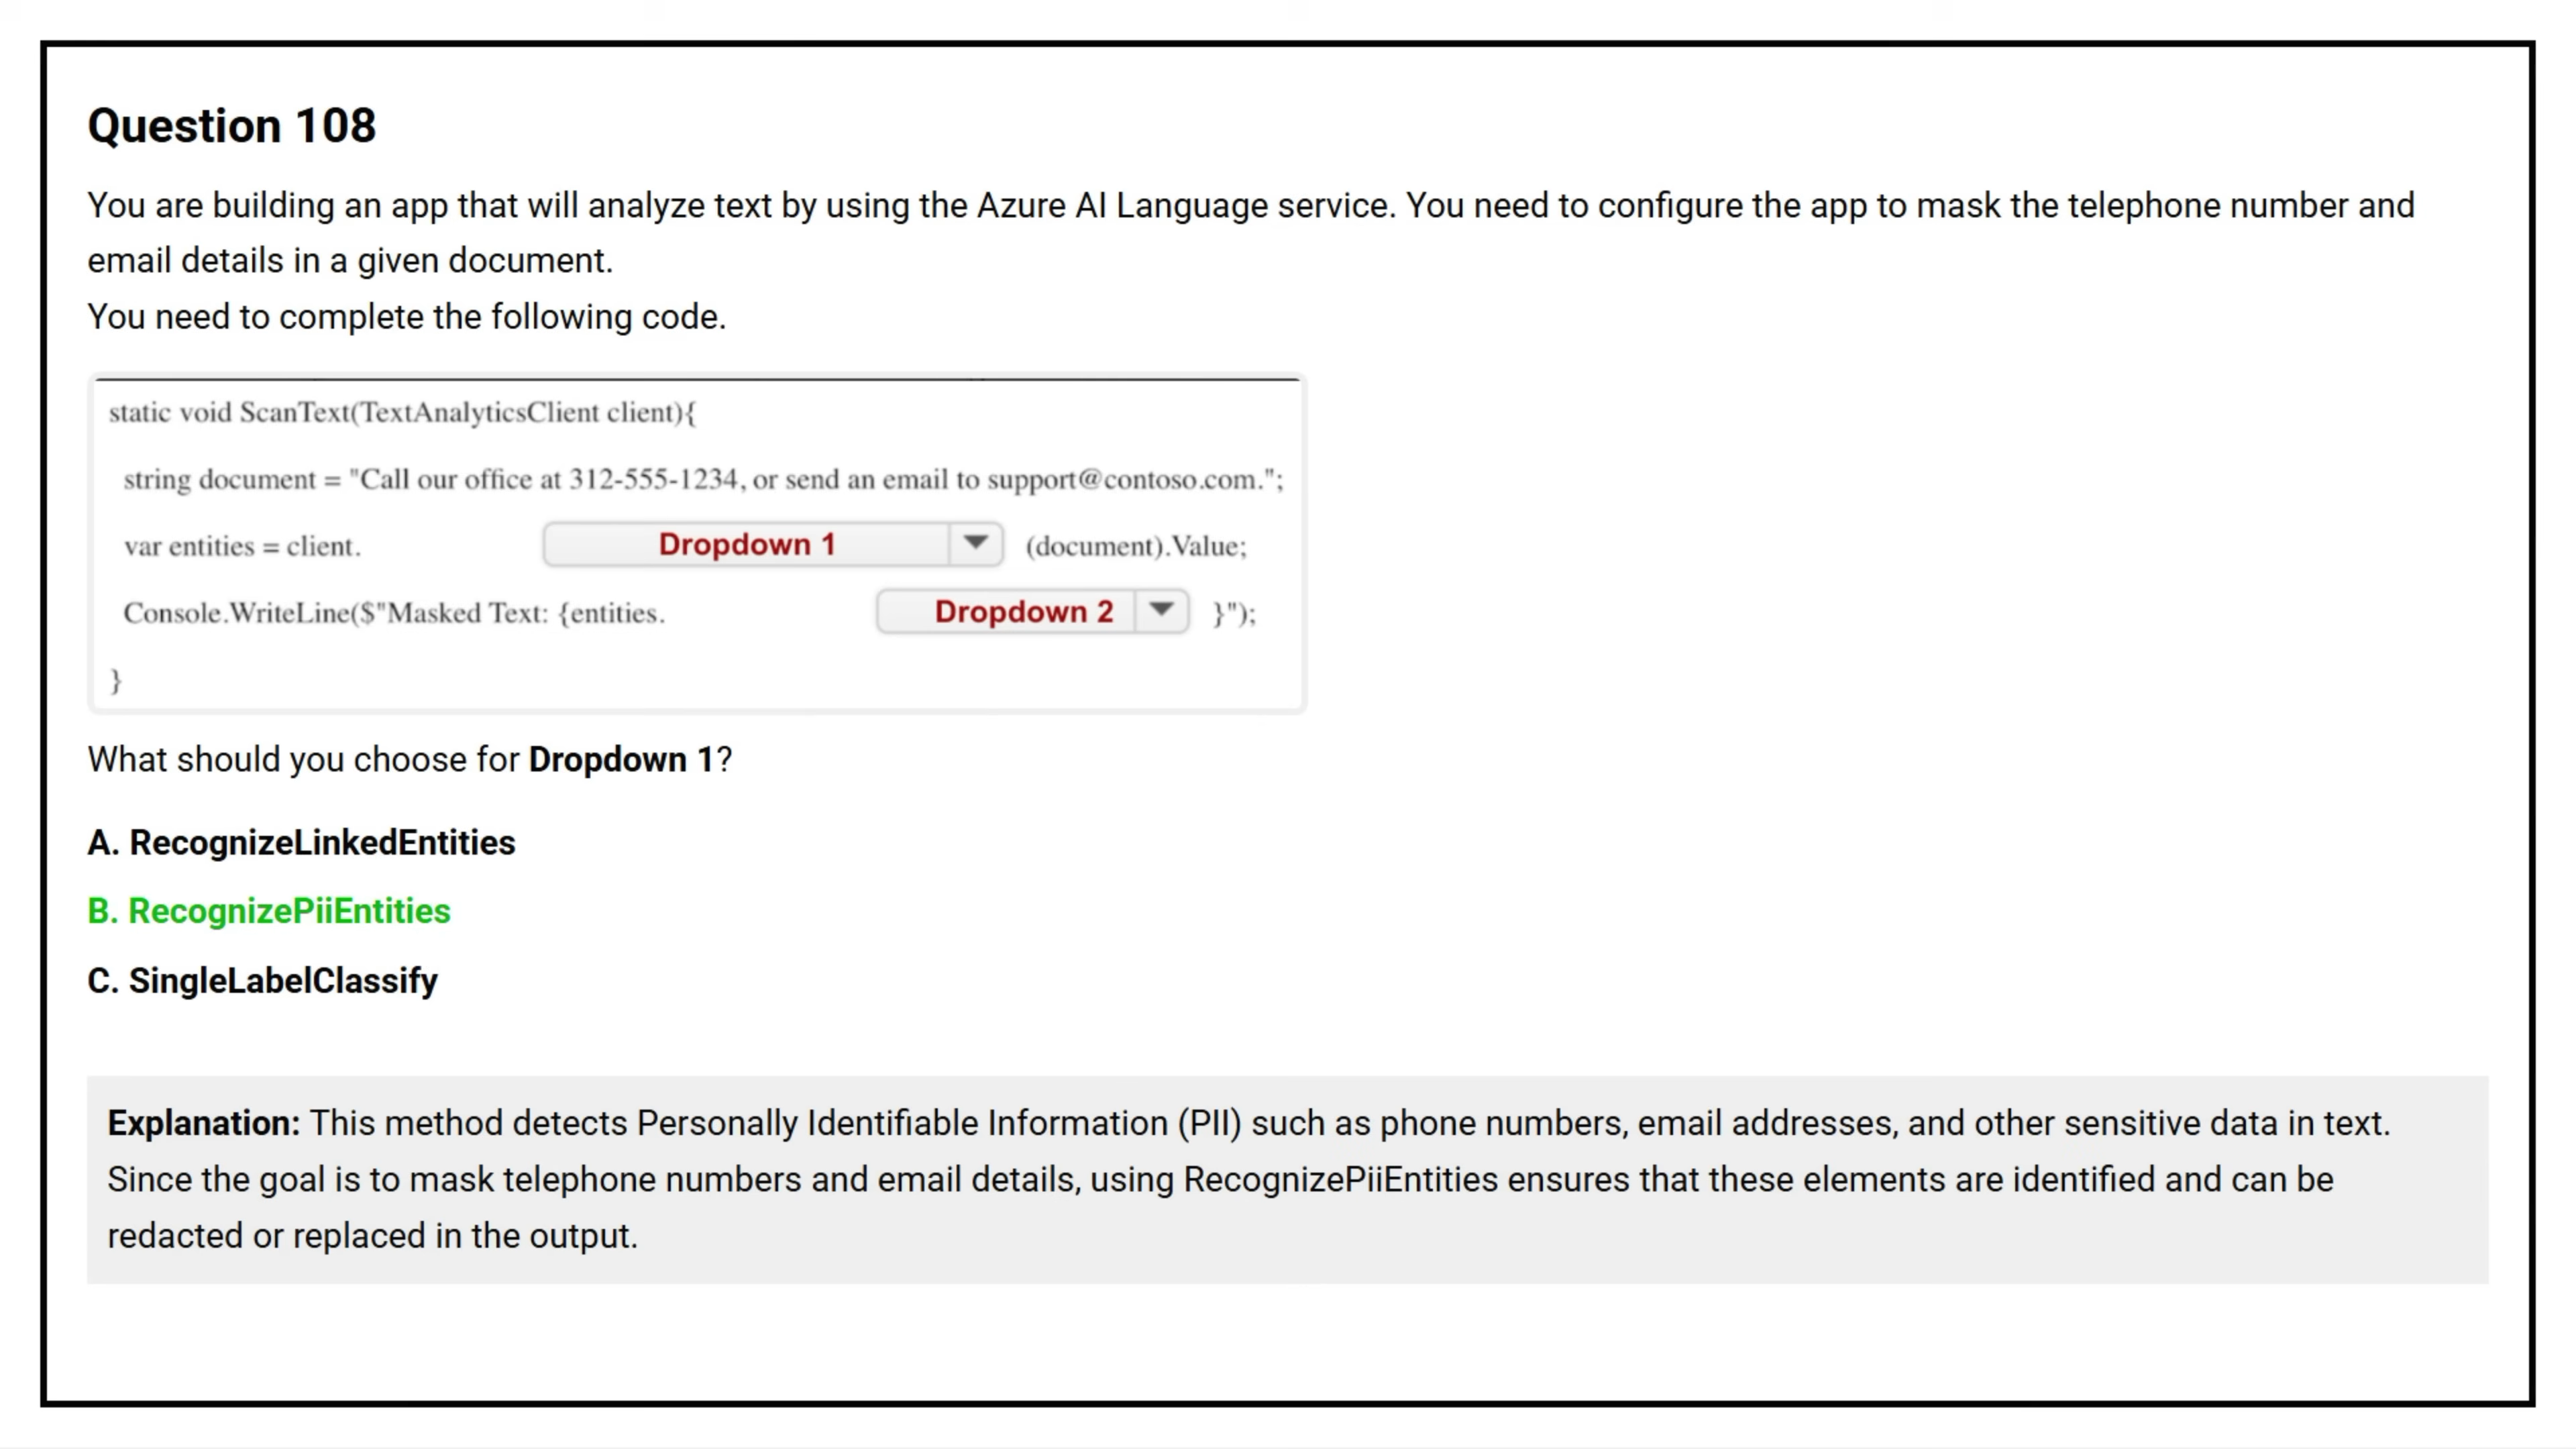 Question 108
You are building an app that will analyze text by using the Azure AI Language service. You need to configure the app to mask the telephone number and
email details in a given document.
You need to complete the following code.
static void ScanText(TextAnalyticsClient client){
string document = "Call our office at 312-555-1234, or send an email to support@contoso.com.";
var entities = client. Dropdown 1 (document).Value;
Console.WriteLine($"Masked Text: {entities. Dropdown 2 }");
}
What should you choose for Dropdown 1?
A. RecognizeLinkedEntities
B. RecognizePiiEntities
C. SingleLabelClassify
Explanation: This method detects Personally Identifiable Information (PII) such as phone numbers, email addresses, and other sensitive data in text.
Since the goal is to mask telephone numbers and email details, using RecognizePiiEntities ensures that these elements are identified and can be
redacted or replaced in the output.